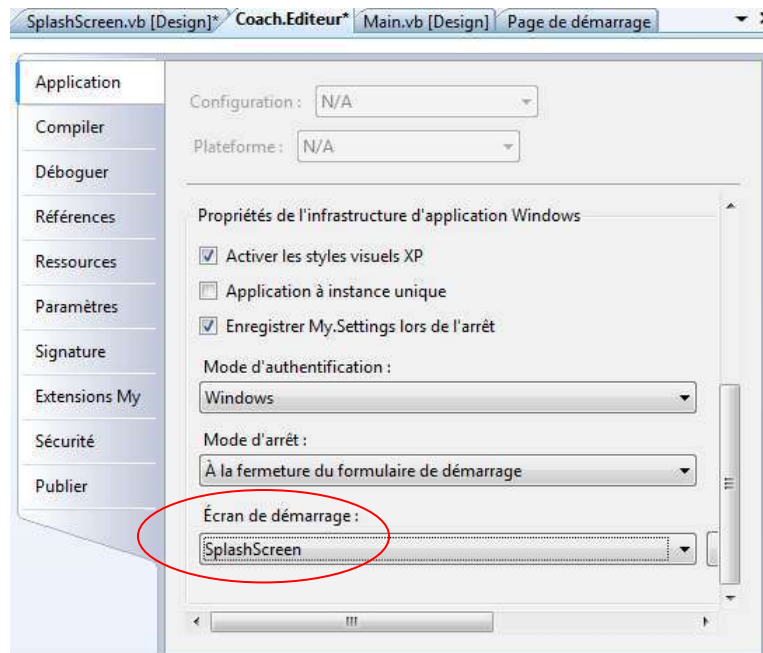 SplashScreen.vb [Design]* Coach.Editeur* Main.vb [Design] Page de démarrage
Application
Compiler
Déboguer
Références
Ressources
Paramètres
Signature
Extensions My
Sécurité
Publier
Configuration : N/A
Plateforme : N/A
Propriétés de l'infrastructure d'application Windows
Activer les styles visuels XP
Application à instance unique
Enregistrer My.Settings lors de l'arrêt
Mode d'authentification :
Windows
Mode d'arrêt :
À la fermeture du formulaire de démarrage
Écran de démarrage :
SplashScreen